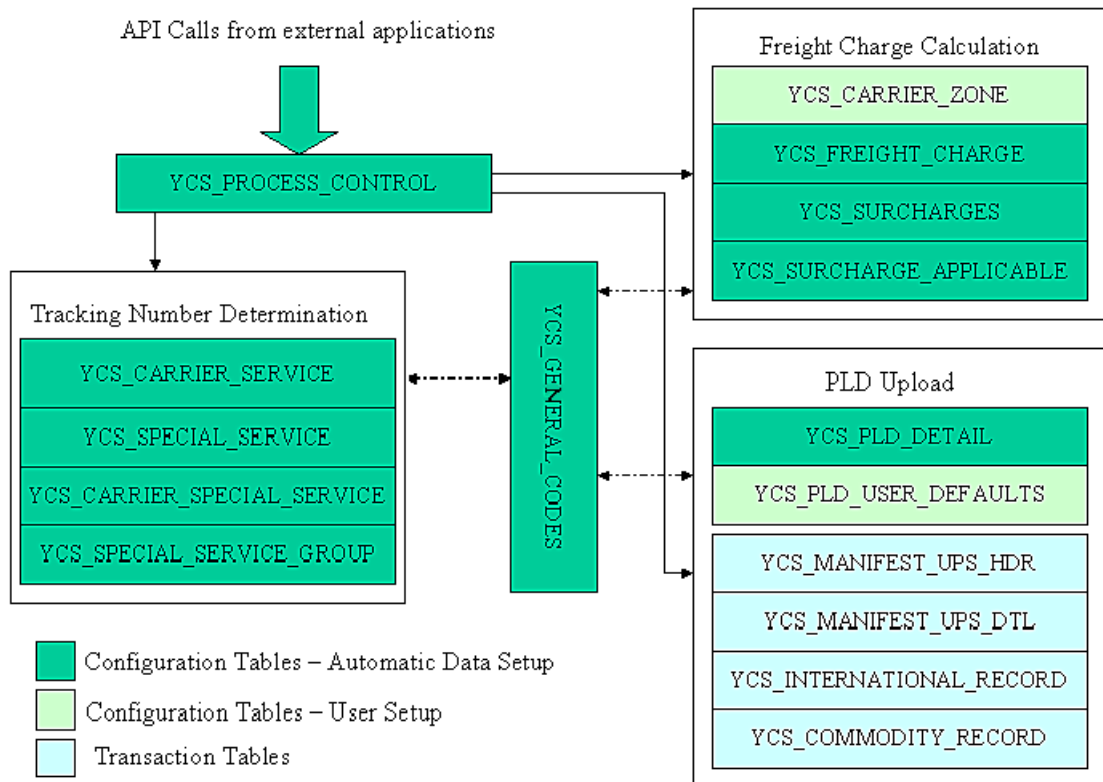 API Calls from external applications
YCS_PROCESS_CONTROL
Freight Charge Calculation
YCS_CARRIER_ZONE
YCS_FREIGHT_CHARGE
YCS_SURCHARGES
YCS_SURCHARGE_APPLICABLE
Tracking Number Determination
YCS_CARRIER_SERVICE
YCS_SPECIAL_SERVICE
YCS_CARRIER_SPECIAL_SERVICE
YCS_SPECIAL_SERVICE_GROUP
YCS_GENERAL_CODES
PLD Upload
YCS_PLD_DETAIL
YCS_PLD_USER_DEFAULTS
YCS_MANIFEST_UPS_HDR
YCS_MANIFEST_UPS_DTL
YCS_INTERNATIONAL_RECORD
YCS_COMMODITY_RECORD
Configuration Tables – Automatic Data Setup
Configuration Tables – User Setup
Transaction Tables